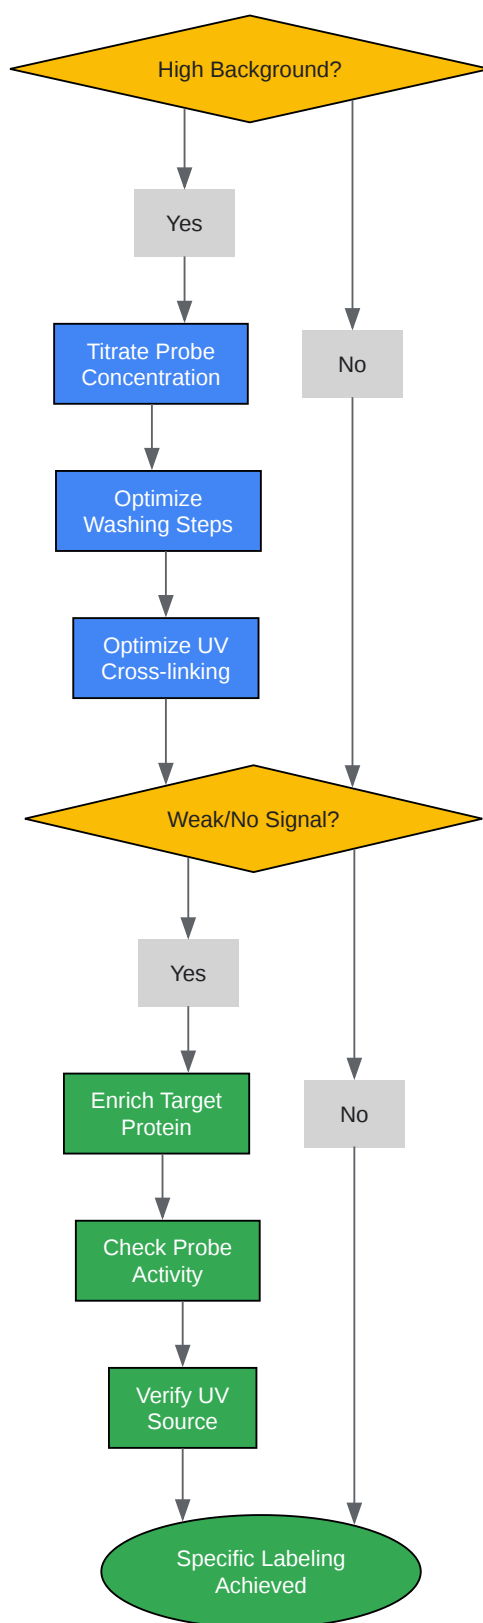 High Background?
Yes
Titrate Probe
Concentration
No
Optimize
Washing Steps
Optimize UV
Cross-linking
Weak/No Signal?
Yes
Enrich Target
Protein
No
Check Probe
Activity
Verify UV
Source
Specific Labeling
Achieved